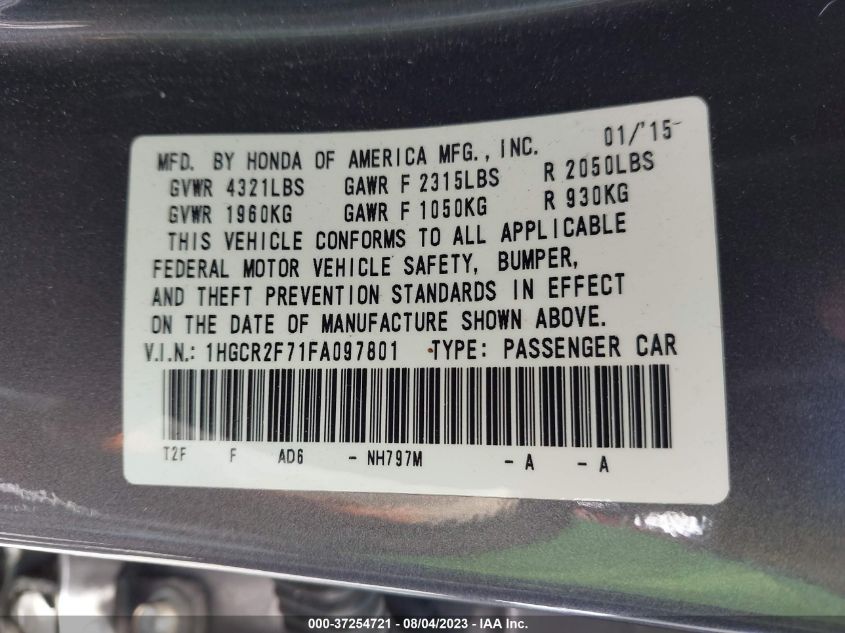 MFD. BY HONDA OF AMERICA MFG., INC. 01/'15
GVWR 4321LBS GAWR F 2315LBS R 2050LBS
GVWR 1960KG GAWR F 1050KG R 930KG
THIS VEHICLE CONFORMS TO ALL APPLICABLE
FEDERAL MOTOR VEHICLE SAFETY, BUMPER,
AND THEFT PREVENTION STANDARDS IN EFFECT
ON THE DATE OF MANUFACTURE SHOWN ABOVE.
V.I.N.: 1HGCR2F71FA097801 TYPE: PASSENGER CAR
T2F F AD6 - NH797M - A - A
000-37254721 - 08/04/2023 - IAA Inc.